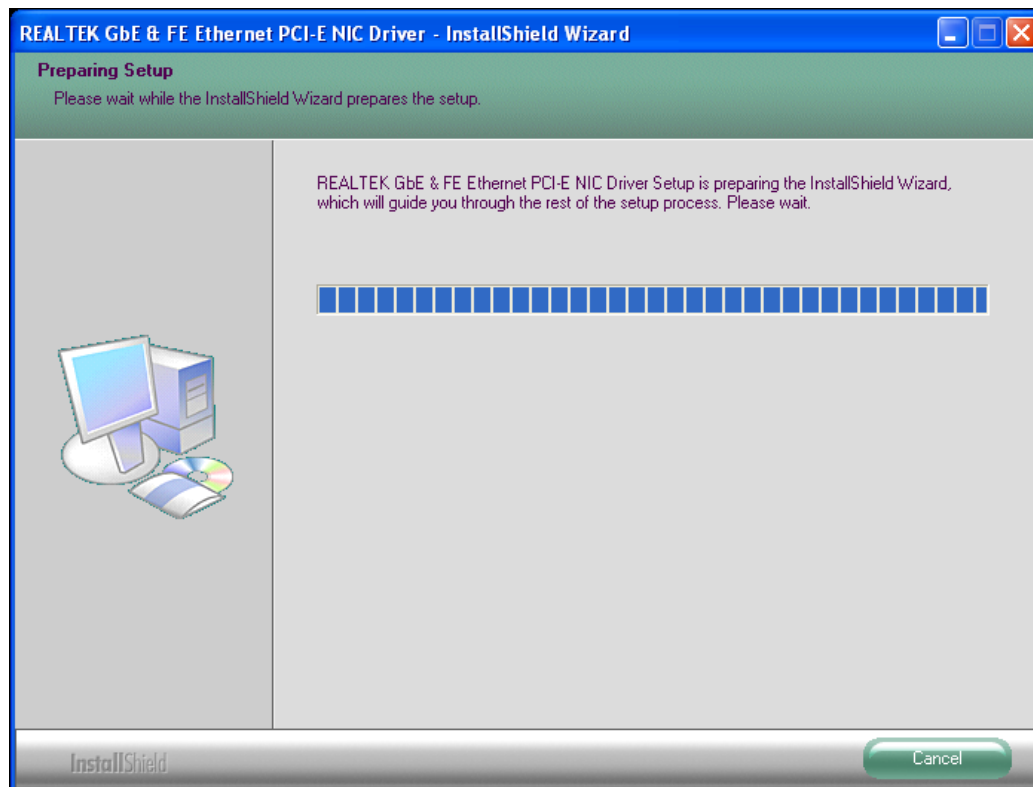 REALTEK GbE & FE Ethernet PCI-E NIC Driver - InstallShield Wizard
Preparing Setup
Please wait while the InstallShield Wizard prepares the setup.
REALTEK GbE & FE Ethernet PCI-E NIC Driver Setup is preparing the InstallShield Wizard,
which will guide you through the rest of the setup process. Please wait.
InstallShield
Cancel